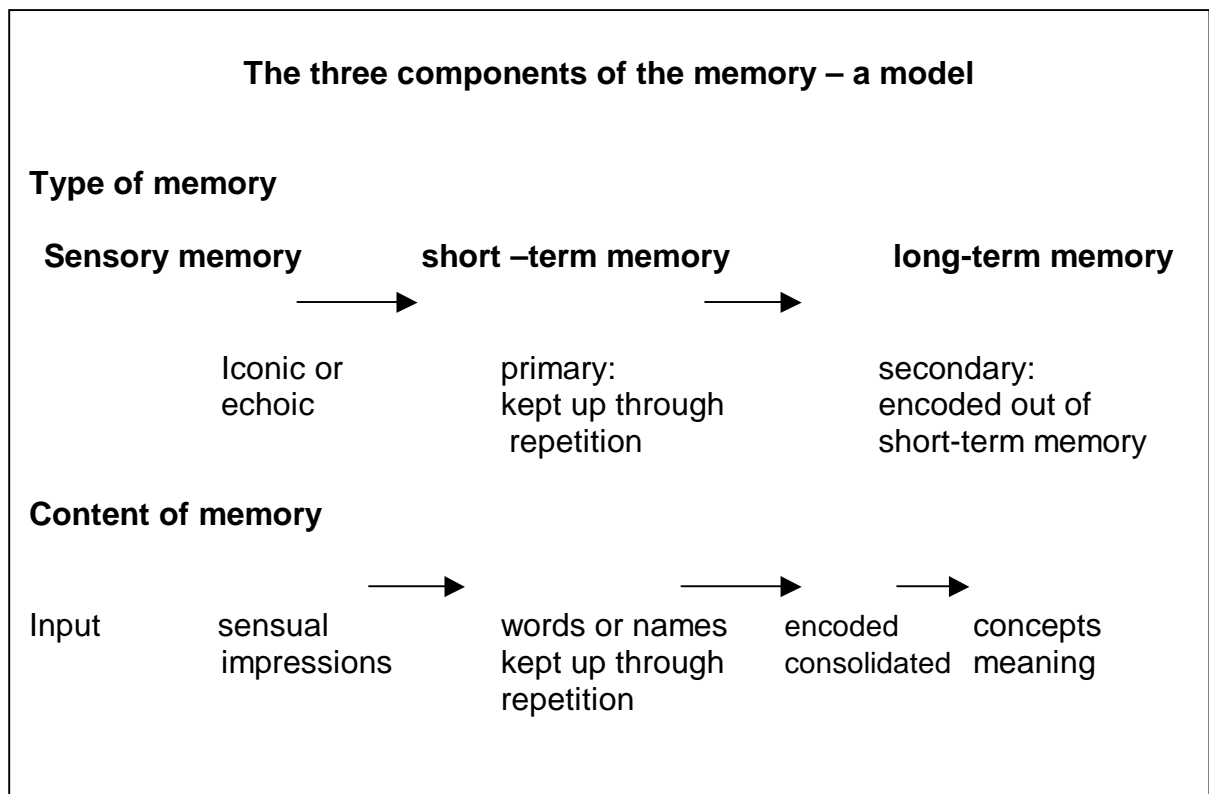 The three components of the memory – a model
Type of memory
Sensory memory short –term memory long-term memory
Iconic or primary: secondary:
echoic kept up through encoded out of
repetition short-term memory
Content of memory
Input sensual words or names encoded concepts
impressions kept up through consolidated meaning
repetition